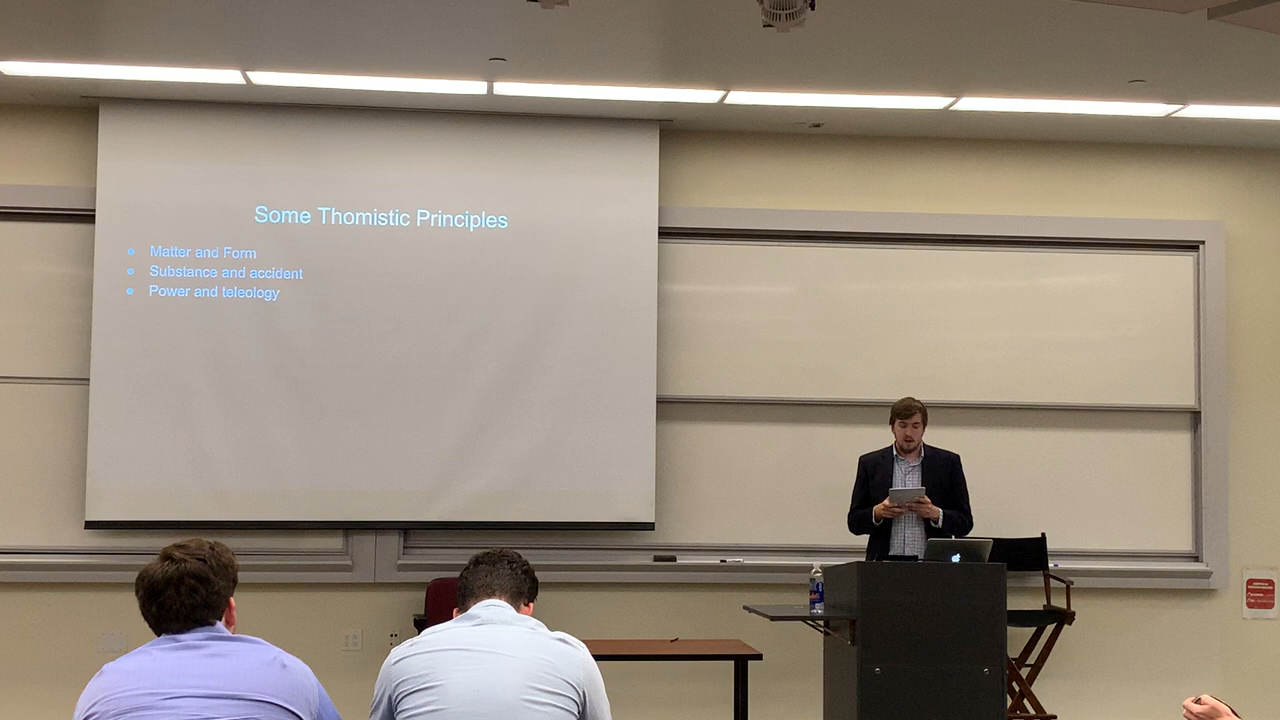 Some Thomistic Principles
Matter and Form
Substance and accident
Power and teleology